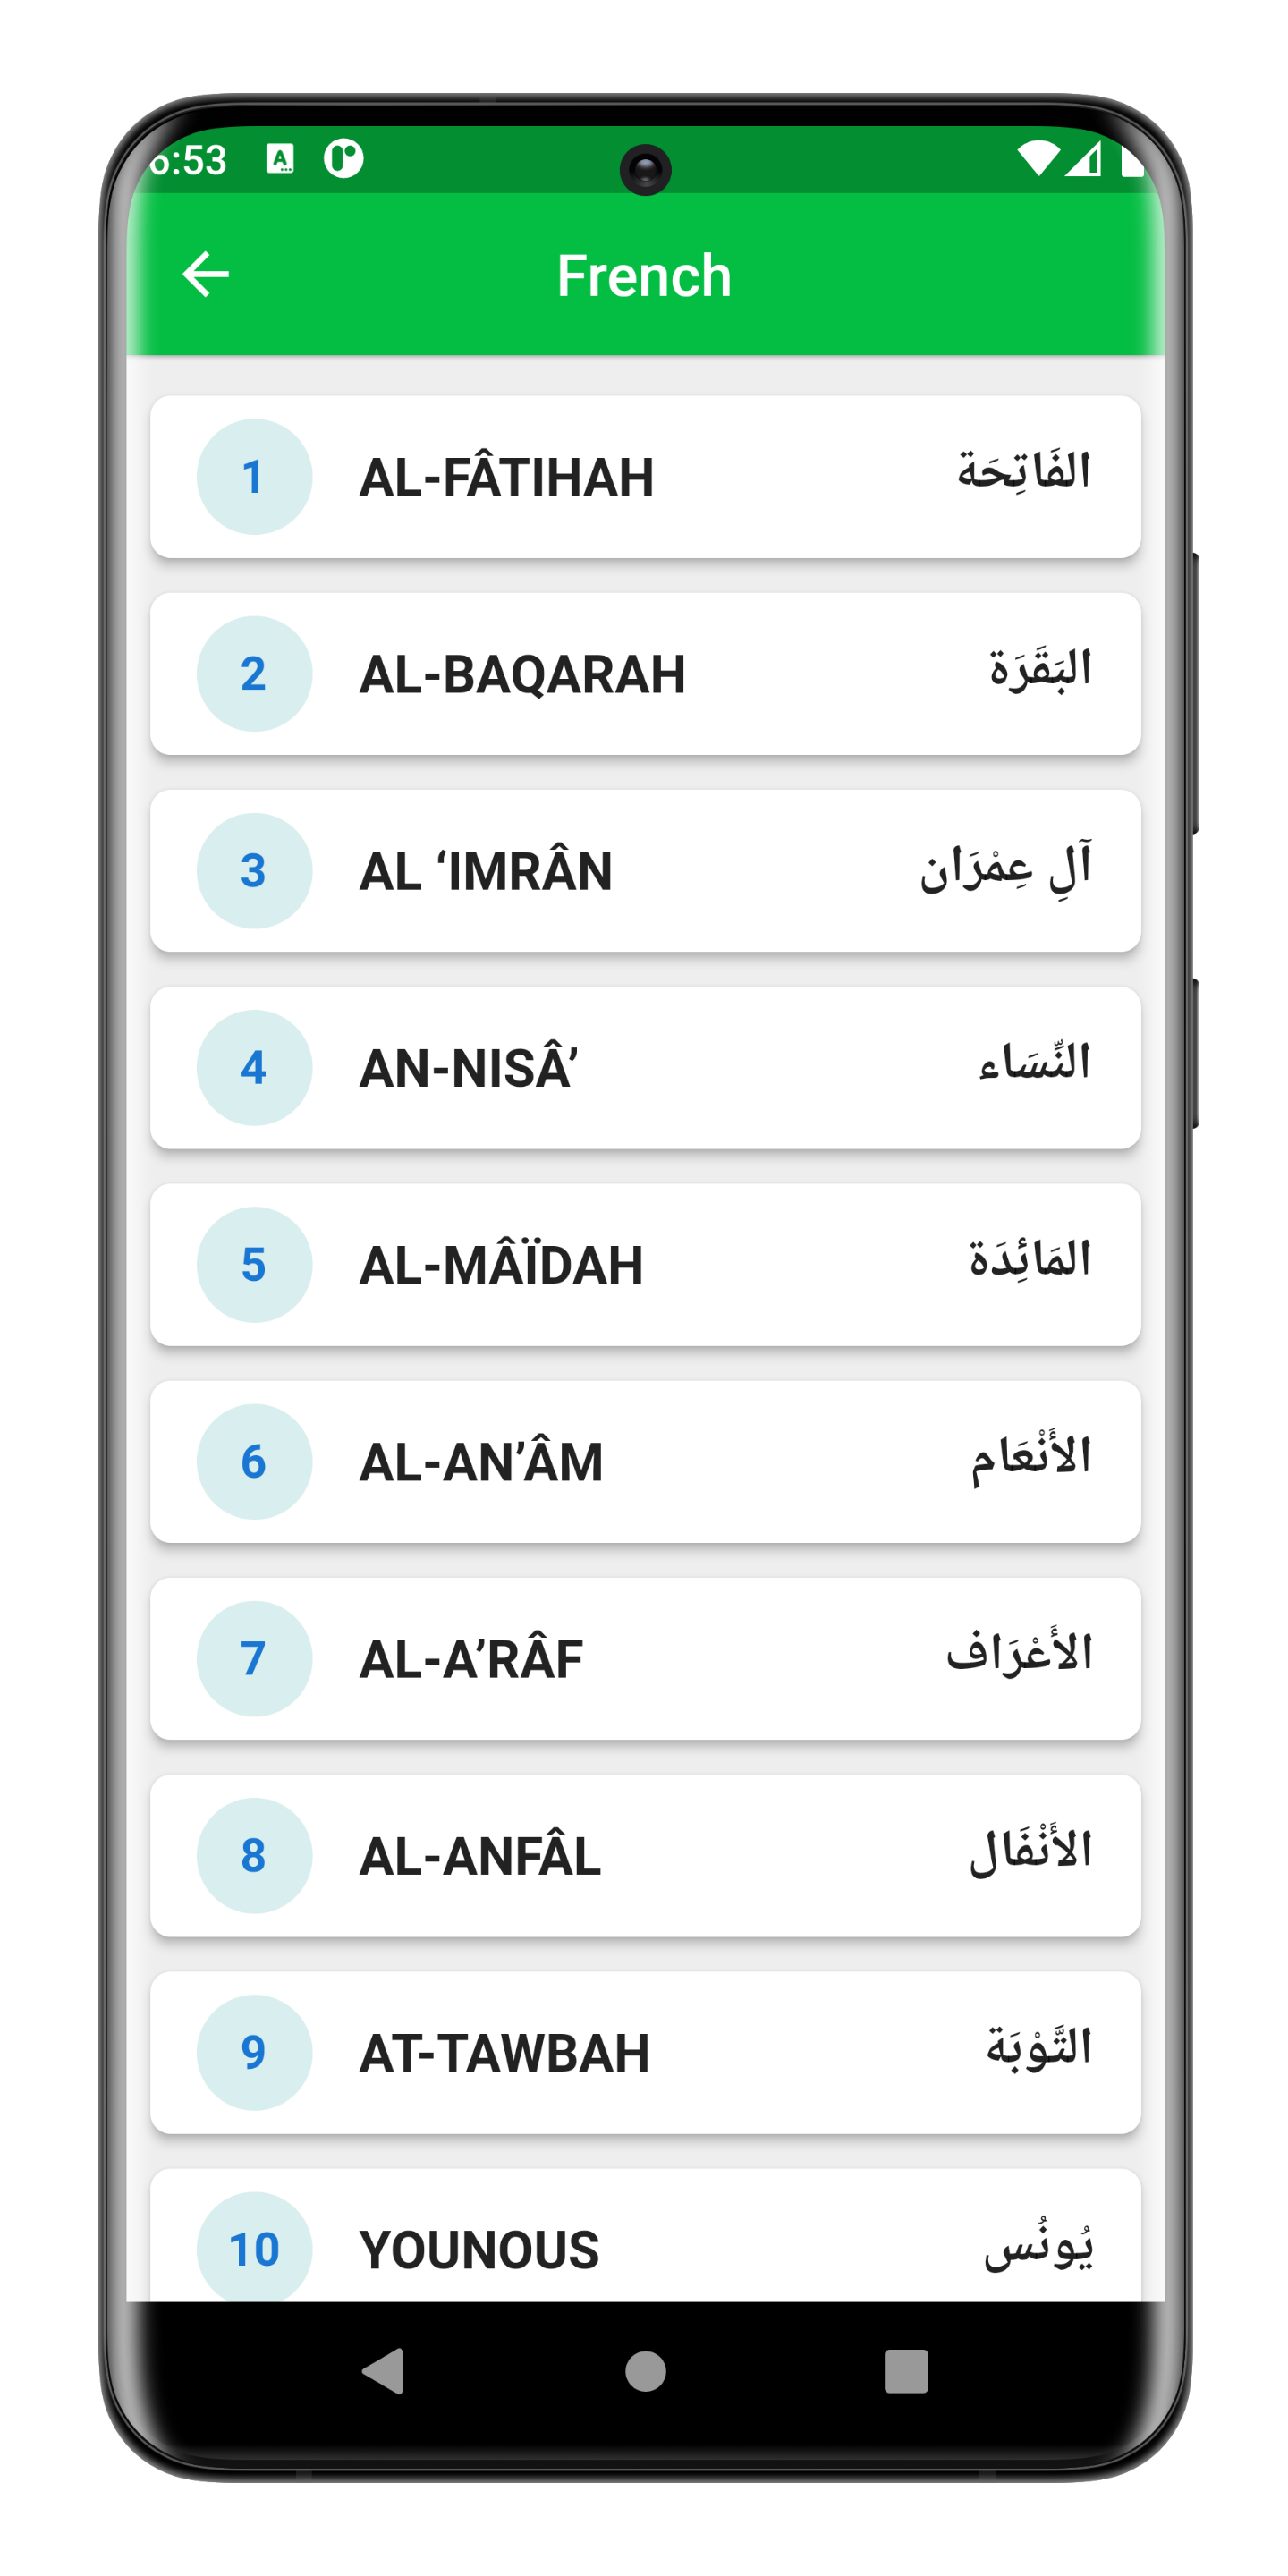 6:53
French
1 AL-FÂTIHAH الفَاتِحَة
2 AL-BAQARAH البَقَرَة
3 AL ‘IMRÂN آلِ عِمْرَان
4 AN-NISÂ’ النِّسَاء
5 AL-MÂÏDAH المَائِدَة
6 AL-AN’ÂM الأَنْعَام
7 AL-A’RÂF الأَعْرَاف
8 AL-ANFÂL الأَنْفَال
9 AT-TAWBAH التَّوْبَة
10 YOUNOUS يُونُس